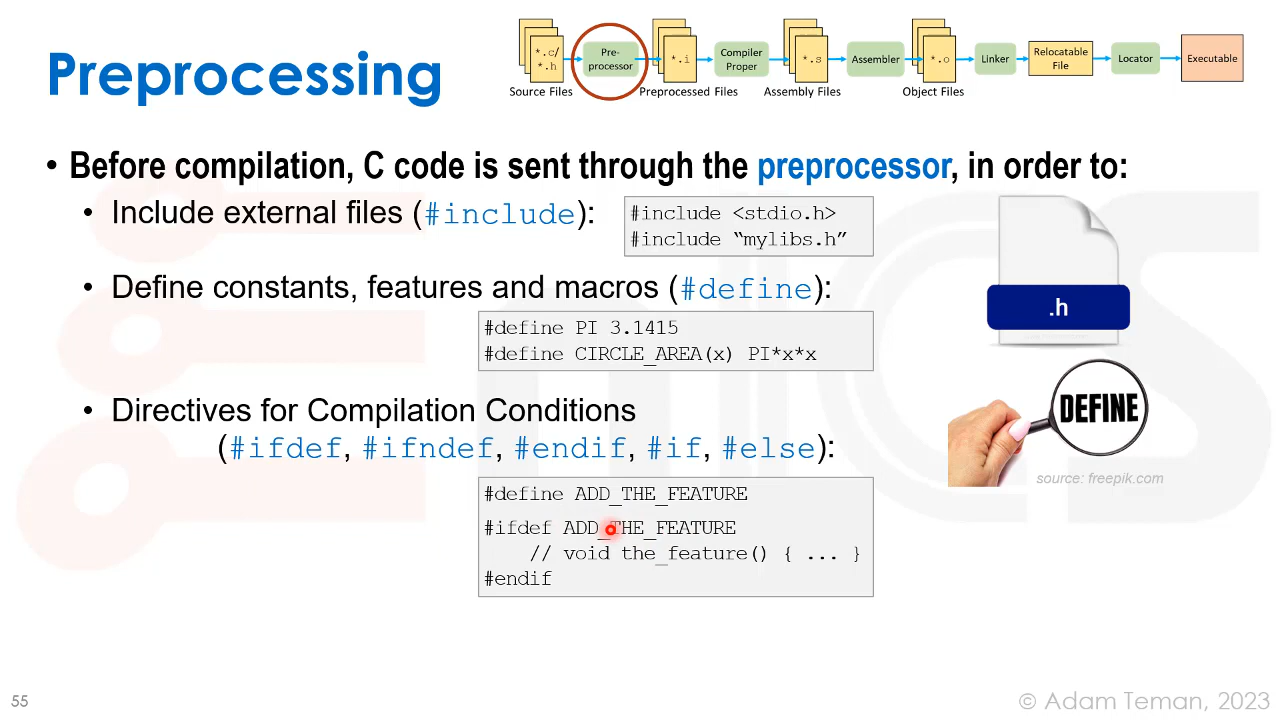 Preprocessing
*.c/
*.h
Source Files
Pre-
processor
*.i
Preprocessed Files
Compiler
Proper
*.s
Assembly Files
Assembler
*.o
Object Files
Linker
Relocatable
File
Locator
Executable
• Before compilation, C code is sent through the preprocessor, in order to:
• Include external files (#include):
#include <stdio.h>
#include “mylibs.h”
.h
• Define constants, features and macros (#define):
#define PI 3.1415
#define CIRCLE_AREA(x) PI*x*x
DEFINE
source: freepik.com
• Directives for Compilation Conditions
(#ifdef, #ifndef, #endif, #if, #else):
#define ADD_THE_FEATURE
#ifdef ADD_THE_FEATURE
// void the_feature() { ... }
#endif
55
© Adam Teman, 2023